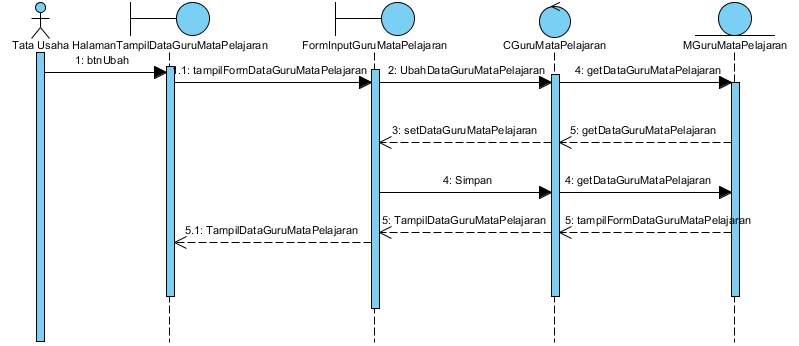 Tata Usaha HalamanTampilDataGuruMataPelajaran FormInputGuruMataPelajaran CGuruMataPelajaran MGuruMataPelajaran
1: btnUbah
1.1: tampilFormDataGuruMataPelajaran 2: UbahDataGuruMataPelajaran 4: getDataGuruMataPelajaran
3: setDataGuruMataPelajaran 5: getDataGuruMataPelajaran
4: Simpan 4: getDataGuruMataPelajaran
5: TampilDataGuruMataPelajaran 5: tampilFormDataGuruMataPelajaran
5.1: TampilDataGuruMataPelajaran